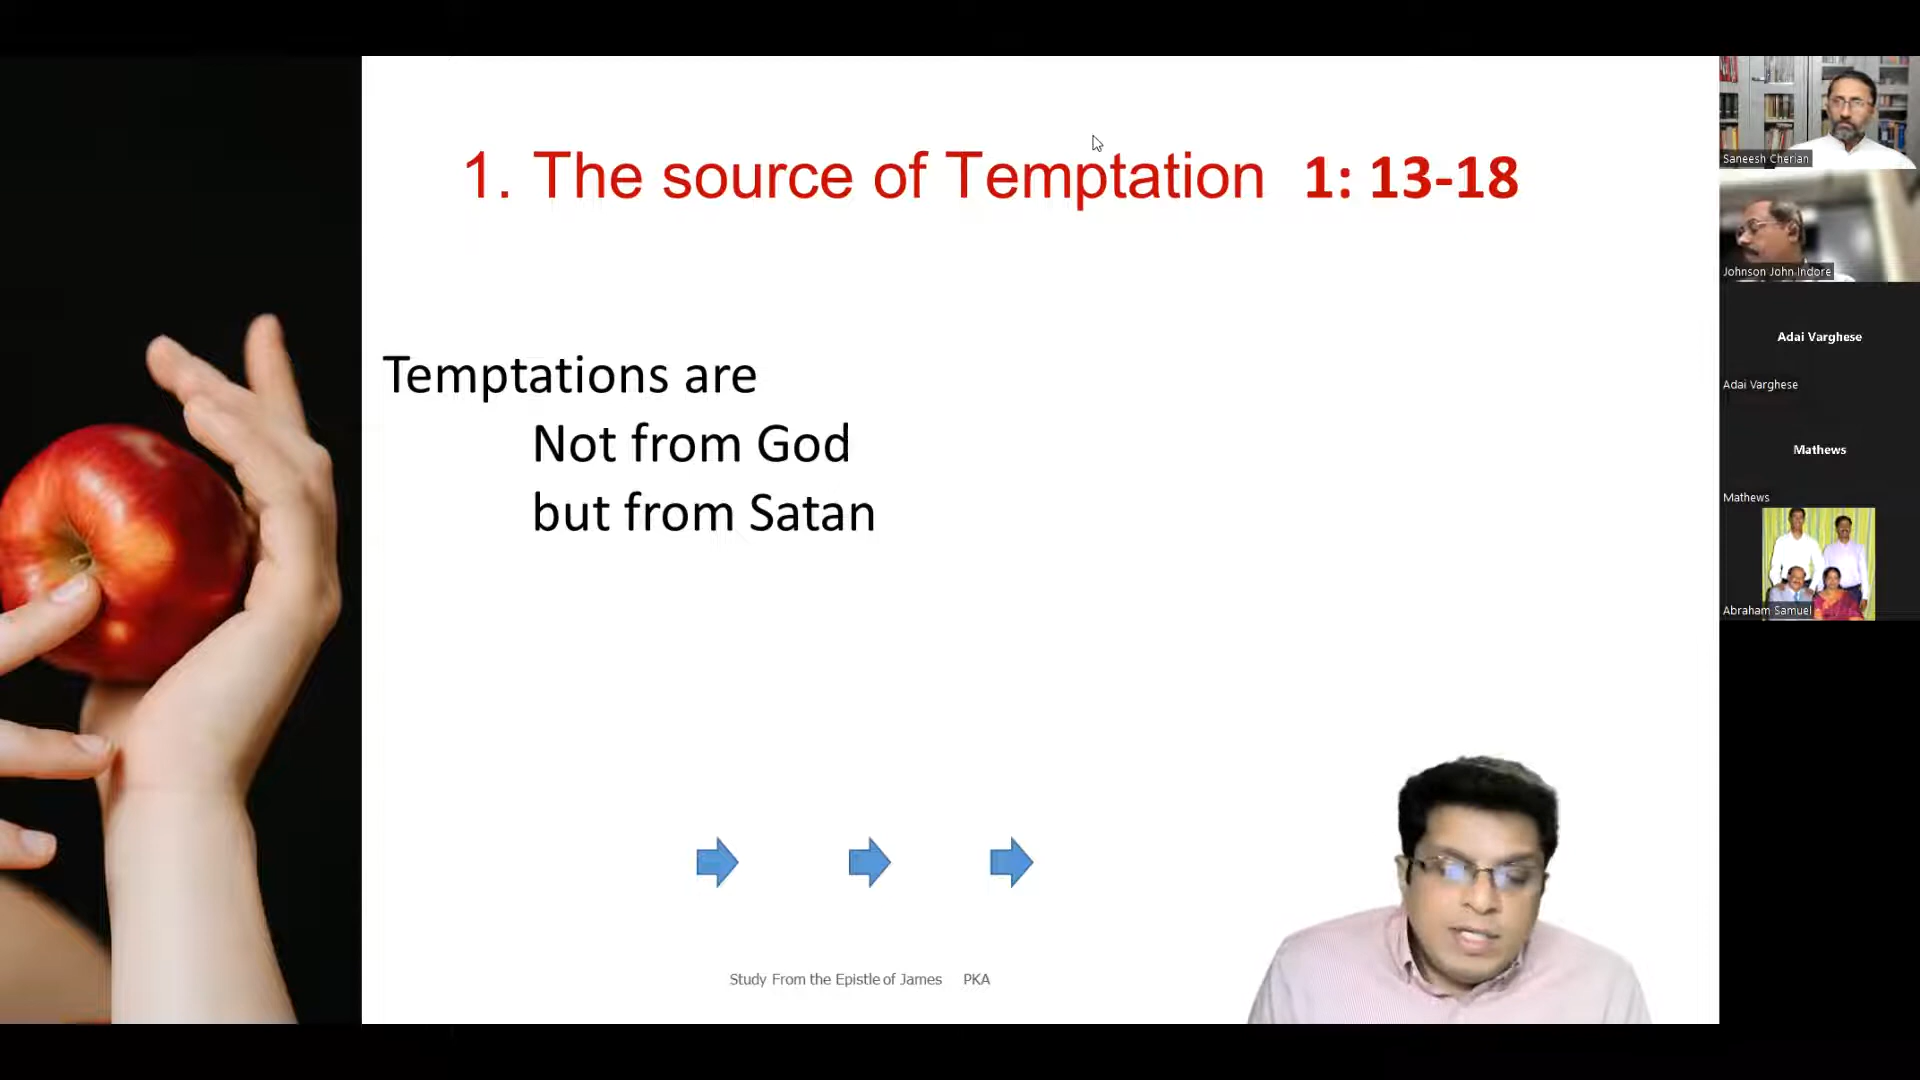 1. The source of Temptation 1: 13-18
Temptations are
Not from God
but from Satan
Study From the Epistle of James PKA
Saneesh Cherian
Johnson John Indore
Adai Varghese
Adai Varghese
Mathews
Mathews
Abraham Samuel